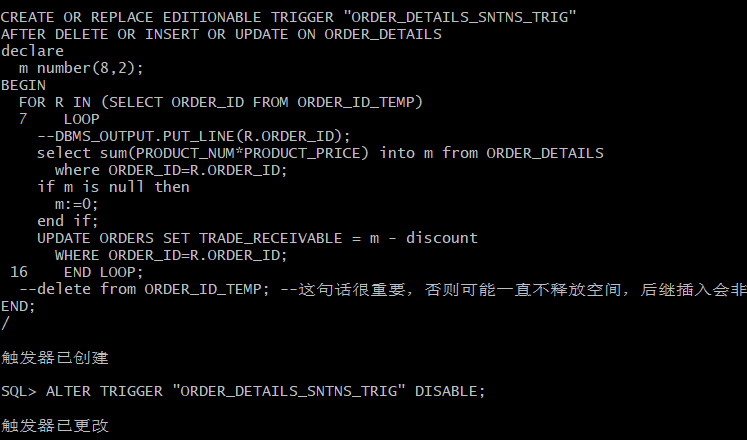 CREATE OR REPLACE EDITIONABLE TRIGGER "ORDER_DETAILS_SNTNS_TRIG"
AFTER DELETE OR INSERT OR UPDATE ON ORDER_DETAILS
declare
  m number(8,2);
BEGIN
  FOR R IN (SELECT ORDER_ID FROM ORDER_ID_TEMP)
  7    LOOP
    --DBMS_OUTPUT.PUT_LINE(R.ORDER_ID);
    select sum(PRODUCT_NUM*PRODUCT_PRICE) into m from ORDER_DETAILS
      where ORDER_ID=R.ORDER_ID;
    if m is null then
      m:=0;
    end if;
    UPDATE ORDERS SET TRADE_RECEIVABLE = m - discount
      WHERE ORDER_ID=R.ORDER_ID;
 16    END LOOP;
  --delete from ORDER_ID_TEMP; --这句话很重要，否则可能一直不释放空间，后继插入会非
END;
/
触发器已创建
SQL> ALTER TRIGGER "ORDER_DETAILS_SNTNS_TRIG" DISABLE;
触发器已更改